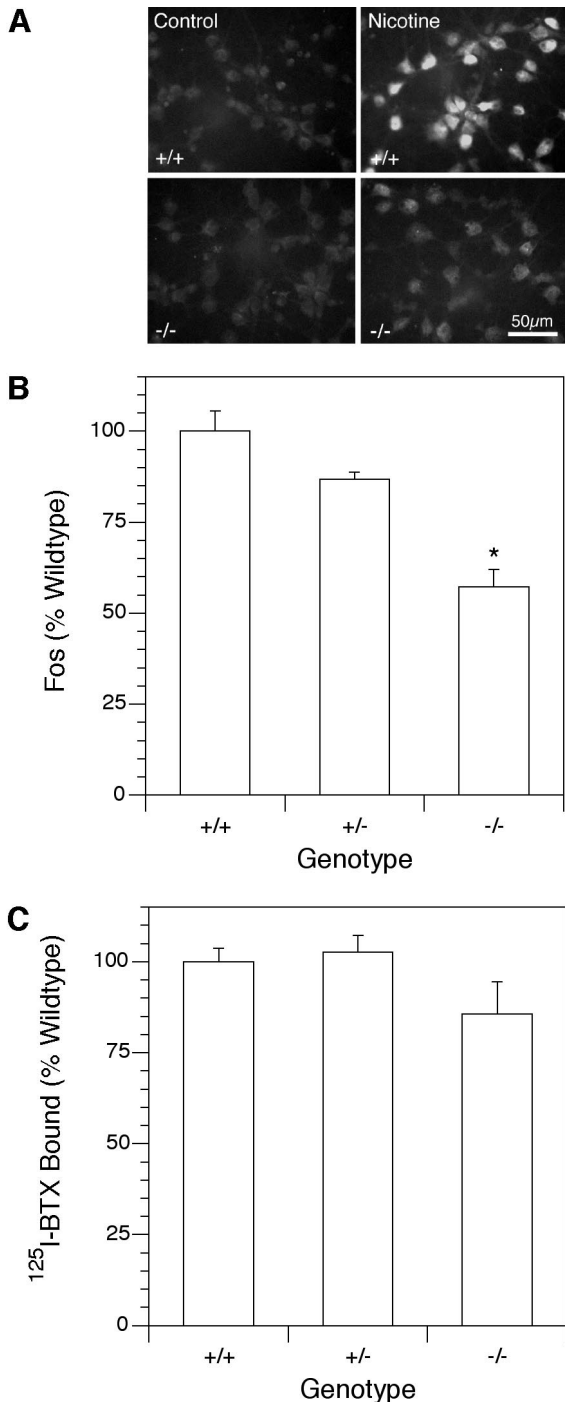 A
Control
Nicotine
+/+
+/+
-/-
-/-
50µm
B
Fos (% Wildtype)
100
75
50
25
0
*
+/+
+/-
-/-
Genotype
C
125I-BTX Bound (% Wildtype)
100
75
50
25
0
+/+
+/-
-/-
Genotype